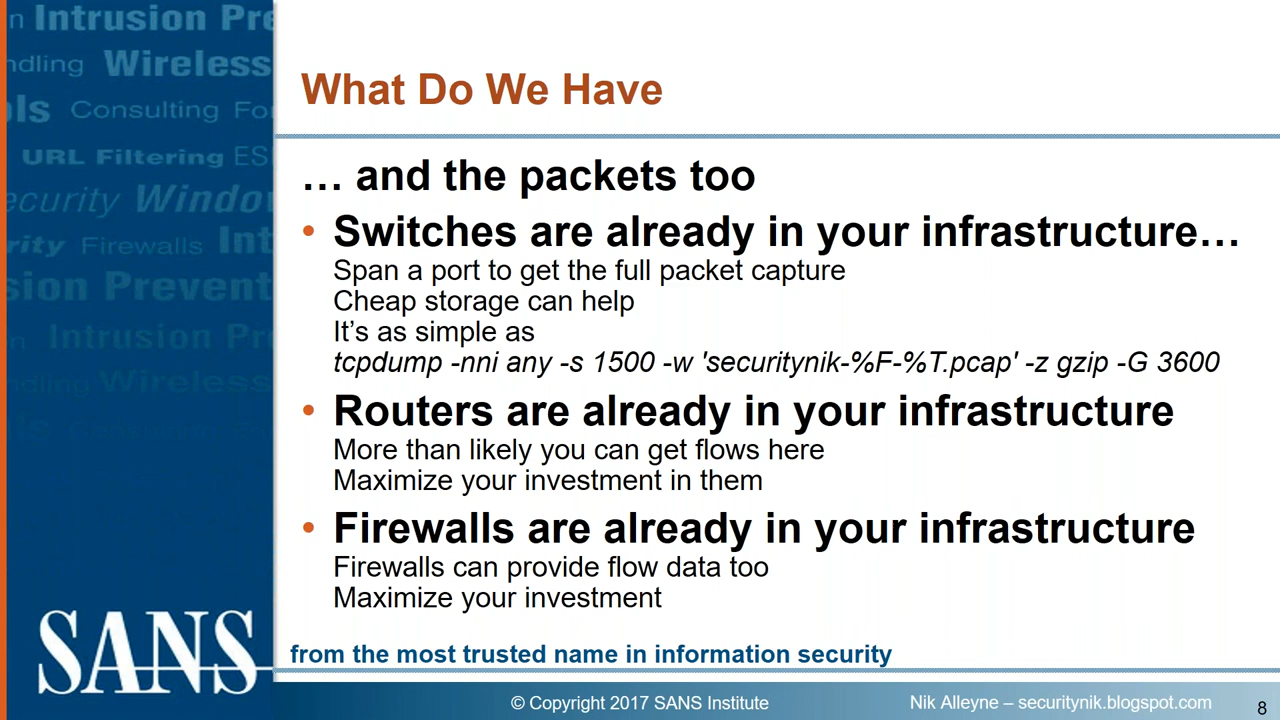 n Intrusion Pre
ndling Wireless
ols Consulting For
URL Filtering ES
ecurity Window
rity Firewalls Int
sion Prevent
n Intrusion Pre
ndling Wireless
What Do We Have
… and the packets too
• Switches are already in your infrastructure…
Span a port to get the full packet capture
Cheap storage can help
It’s as simple as
tcpdump -nni any -s 1500 -w 'securitynik-%F-%T.pcap' -z gzip -G 3600
• Routers are already in your infrastructure
More than likely you can get flows here
Maximize your investment in them
• Firewalls are already in your infrastructure
Firewalls can provide flow data too
Maximize your investment
SANS
from the most trusted name in information security
© Copyright 2017 SANS Institute
Nik Alleyne – securitynik.blogspot.com
8